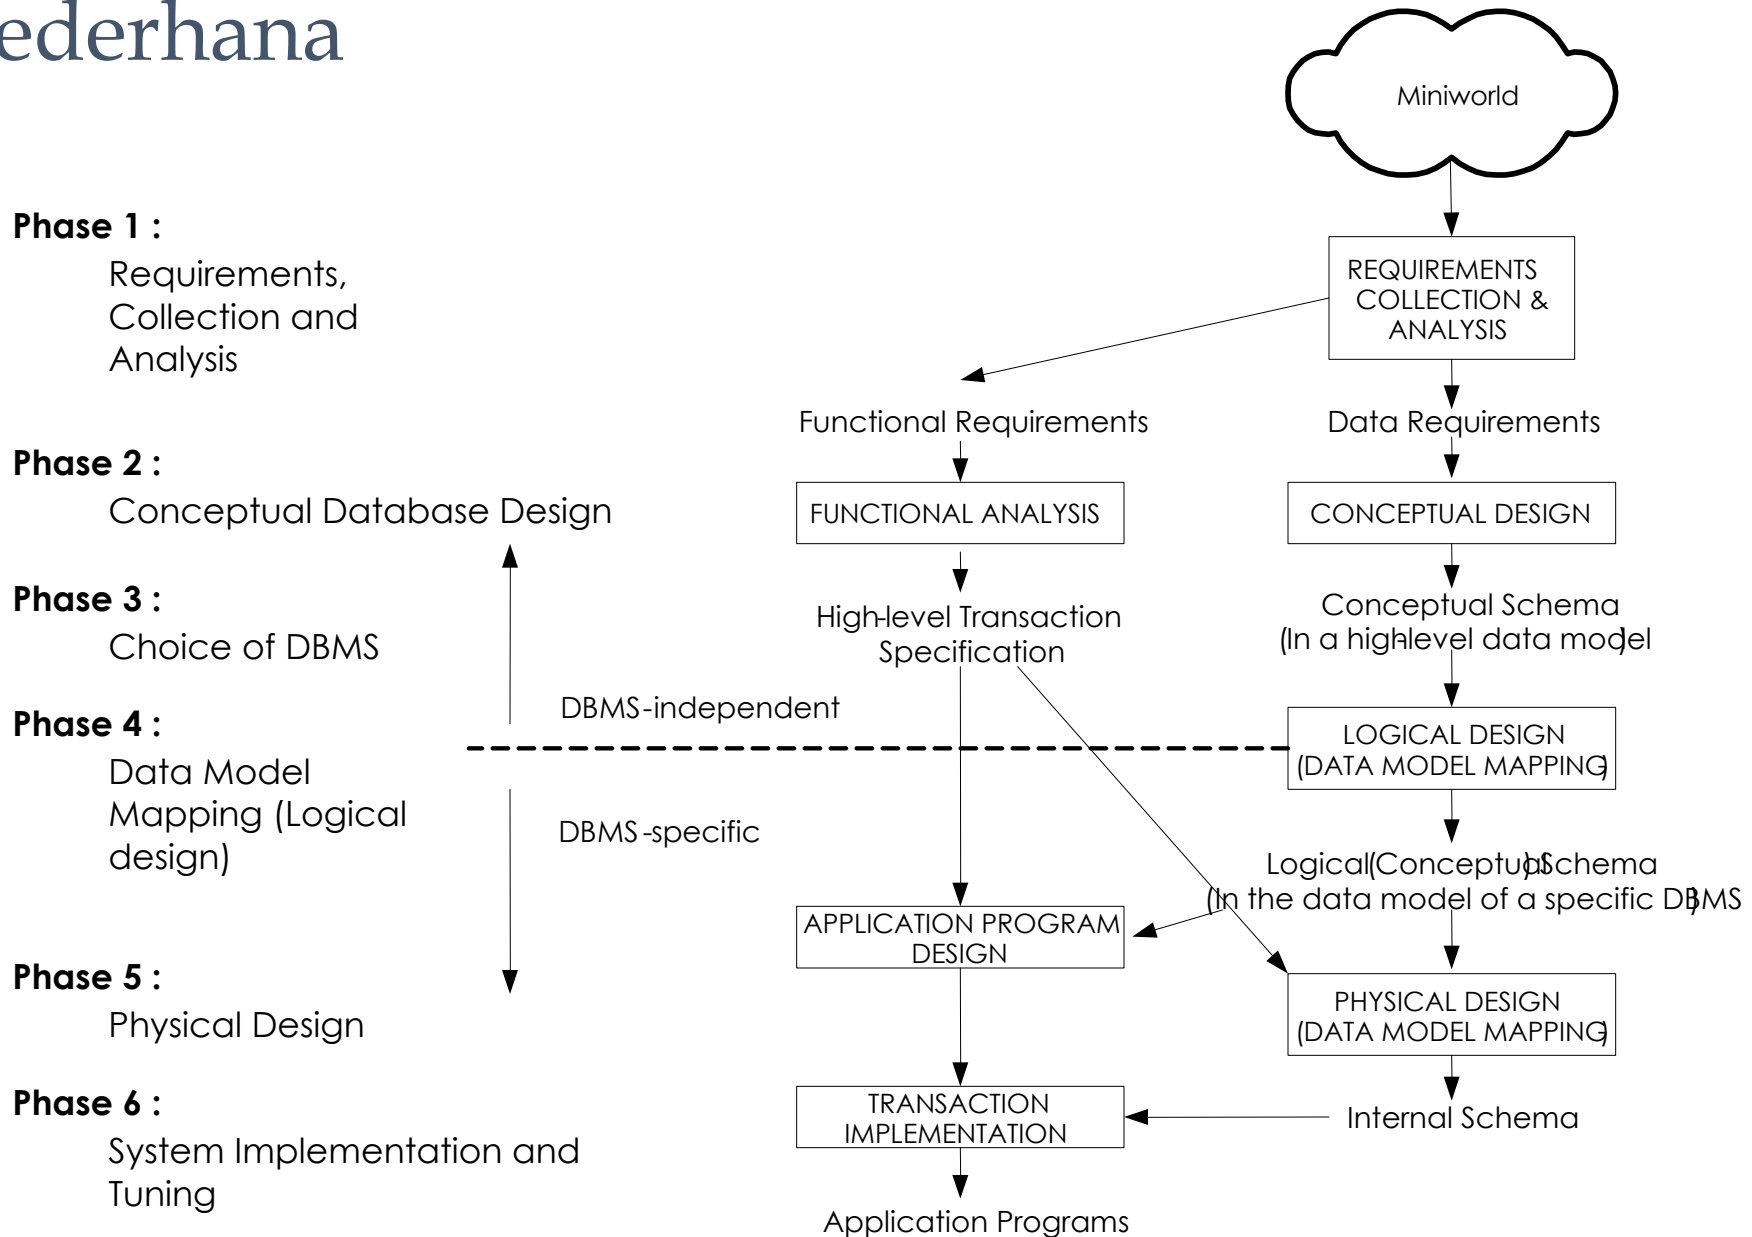 ederhana
Phase 1 :
Requirements,
Collection and
Analysis
Phase 2 :
Conceptual Database Design
Phase 3 :
Choice of DBMS
Phase 4 :
Data Model
Mapping (Logical
design)
Phase 5 :
Physical Design
Phase 6 :
System Implementation and
Tuning
DBMS-independent
DBMS-specific
Miniworld
REQUIREMENTS
COLLECTION &
ANALYSIS
Functional Requirements
Data Requirements
FUNCTIONAL ANALYSIS
CONCEPTUAL DESIGN
High-level Transaction
Specification
Conceptual Schema
(In a high-level data model)
LOGICAL DESIGN
(DATA MODEL MAPPING)
Logical (Conceptual) Schema
(In the data model of a specific DBMS)
APPLICATION PROGRAM
DESIGN
PHYSICAL DESIGN
(DATA MODEL MAPPING)
TRANSACTION
IMPLEMENTATION
Internal Schema
Application Programs